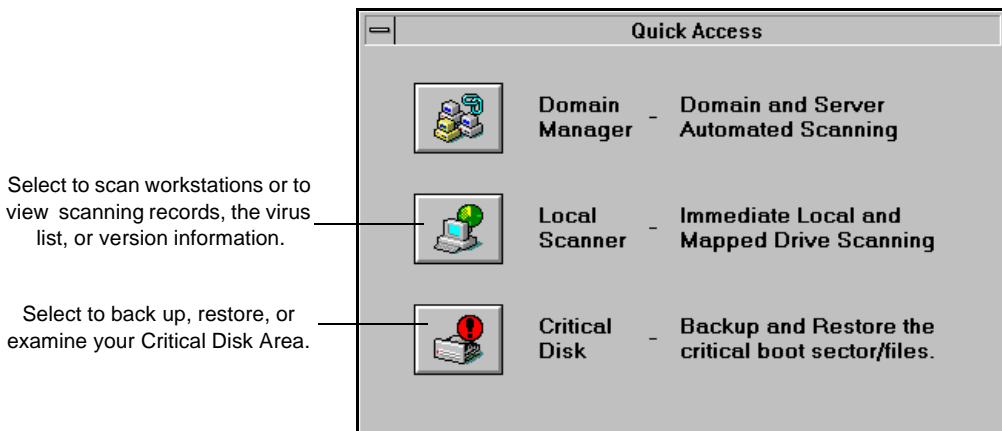 Quick Access
Domain Manager - Domain and Server Automated Scanning
Select to scan workstations or to
view scanning records, the virus
list, or version information.
Local Scanner - Immediate Local and Mapped Drive Scanning
Select to back up, restore, or
examine your Critical Disk Area.
Critical Disk - Backup and Restore the critical boot sector/files.